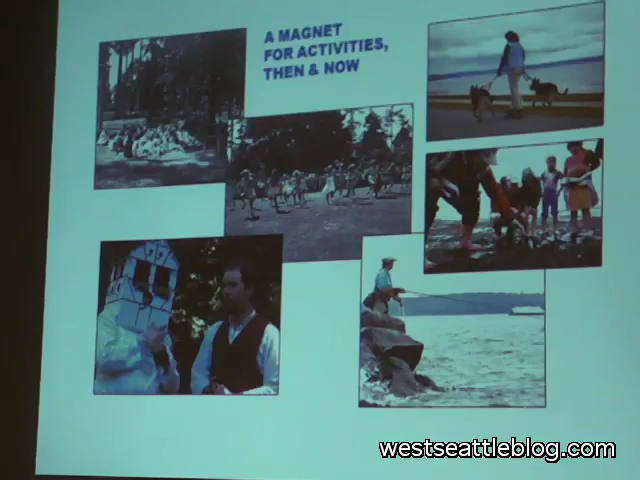 A MAGNET
FOR ACTIVITIES,
THEN & NOW
westseattleblog.com